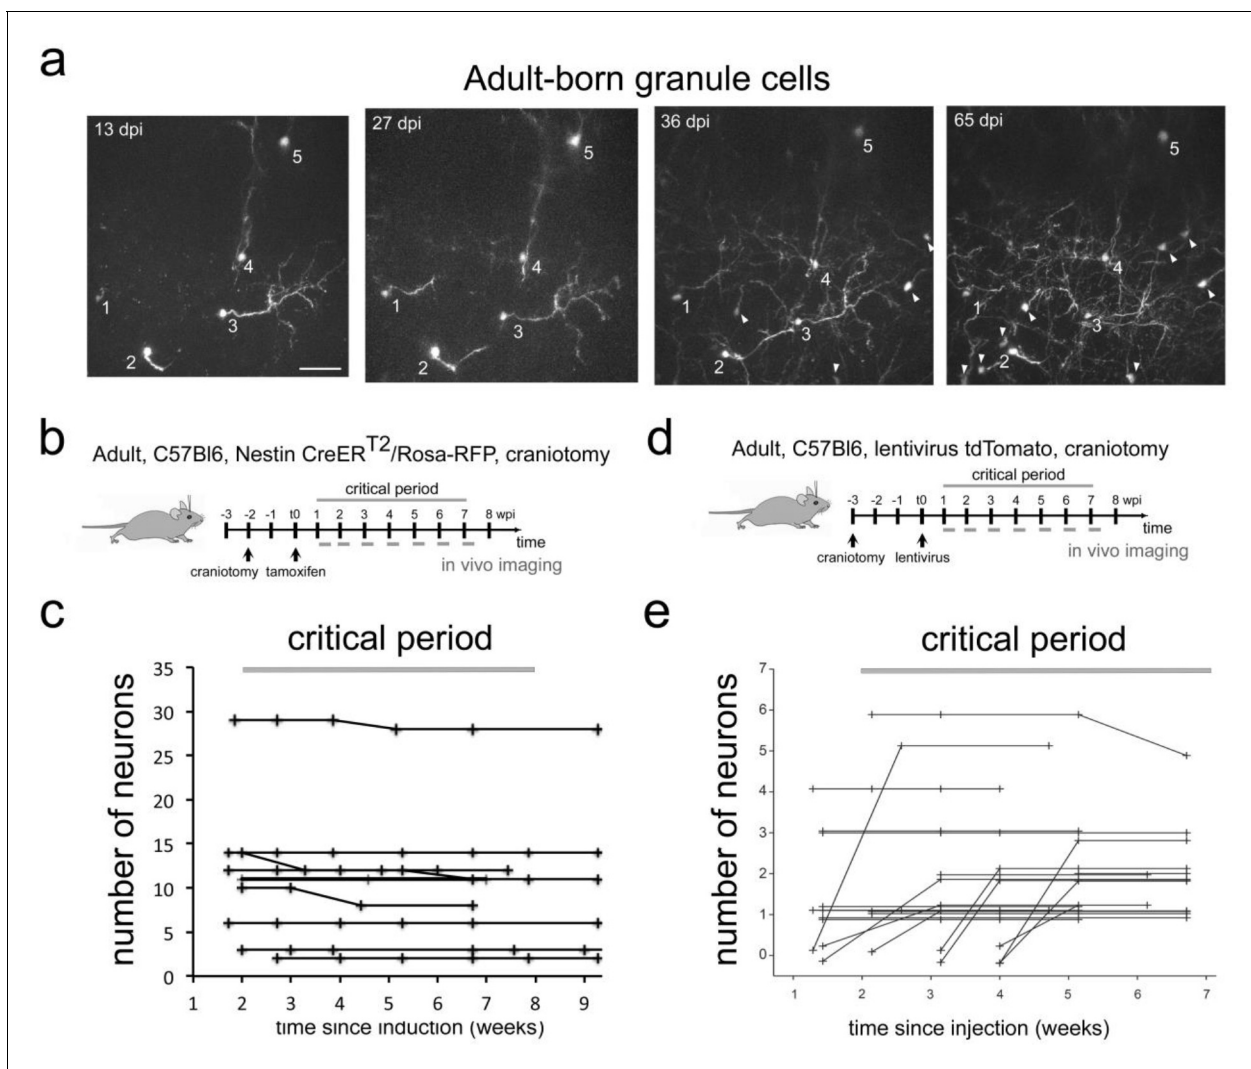 a
Adult-born granule cells
13 dpi
5
4
1
3
2
27 dpi
5
4
1
3
2
36 dpi
5
4
1
3
2
65 dpi
5
4
1
3
2
b
Adult, C57Bl6, Nestin CreER^T2/Rosa-RFP, craniotomy
critical period
-3 -2 -1 t0 1 2 3 4 5 6 7 8 wpi
time
craniotomy tamoxifen
in vivo imaging
d
Adult, C57Bl6, lentivirus tdTomato, craniotomy
critical period
-3 -2 -1 t0 1 2 3 4 5 6 7 8 wpi
time
craniotomy lentivirus
in vivo imaging
c
critical period
number of neurons
35
30
25
20
15
10
5
0
1 2 3 4 5 6 7 8 9
time since induction (weeks)
e
critical period
number of neurons
7
6
5
4
3
2
1
0
1 2 3 4 5 6 7
time since injection (weeks)